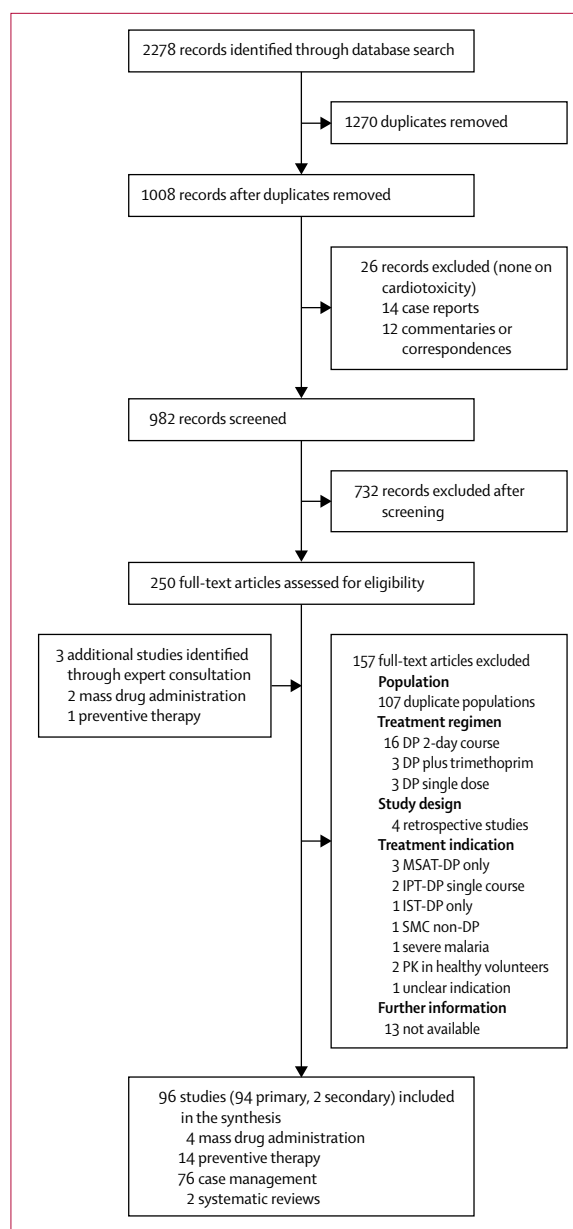 2278 records identified through database search
1270 duplicates removed
1008 records after duplicates removed
26 records excluded (none on
cardiotoxicity)
14 case reports
12 commentaries or
correspondences
982 records screened
732 records excluded after
screening
250 full-text articles assessed for eligibility
3 additional studies identified
through expert consultation
2 mass drug administration
1 preventive therapy
157 full-text articles excluded
Population
107 duplicate populations
Treatment regimen
16 DP 2-day course
3 DP plus trimethoprim
3 DP single dose
Study design
4 retrospective studies
Treatment indication
3 MSAT-DP only
2 IPT-DP single course
1 IST-DP only
1 SMC non-DP
1 severe malaria
2 PK in healthy volunteers
1 unclear indication
Further information
13 not available
96 studies (94 primary, 2 secondary) included
in the synthesis
4 mass drug administration
14 preventive therapy
76 case management
2 systematic reviews